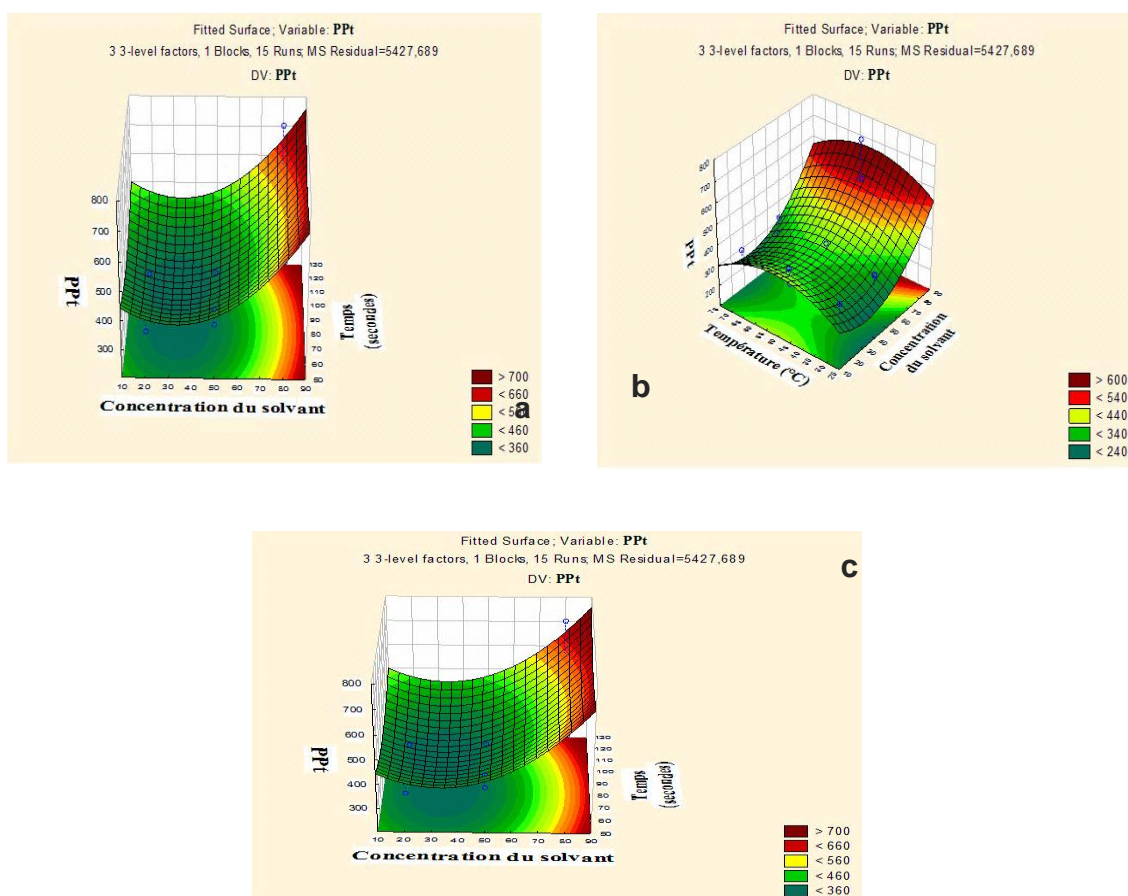 Fitted Surface; Variable: PPt
3 3-level factors, 1 Blocks, 15 Runs; MS Residual=5427,689
DV: PPt
800
700
600
500
400
300
PPt
130
120
100
90
80
70
60
50
Temps
(secondes)
10 20 30 40 50 60 70 80 90
Concentration du solvant
> 700
< 660
< 460
< 360
a
Fitted Surface; Variable: PPt
3 3-level factors, 1 Blocks, 15 Runs; MS Residual=5427,689
DV: PPt
800
700
600
500
400
300
200
PPt
Température (°C)
Concentration
du solvant
b
> 600
< 540
< 440
< 340
< 240
Fitted Surface; Variable: PPt
3 3-level factors, 1 Blocks, 15 Runs; MS Residual=5427,689
DV: PPt
c
800
700
600
500
400
300
PPt
130
120
100
90
80
70
60
50
Temps
(secondes)
10 20 30 40 50 60 70 80 90
Concentration du solvant
> 700
< 660
< 560
< 460
< 360